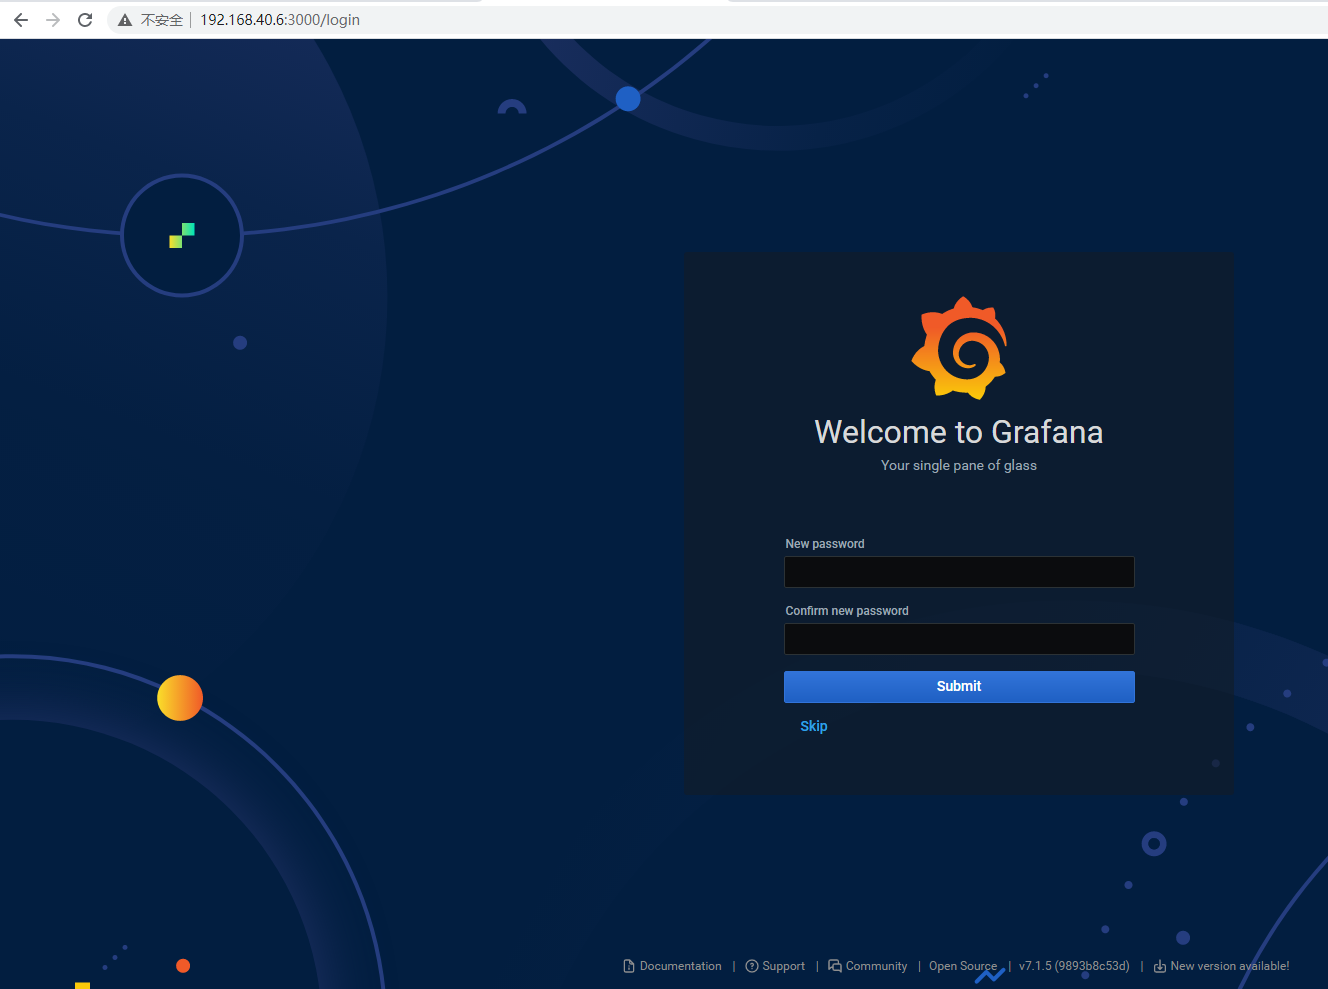 不安全 | 192.168.40.6:3000/login
Welcome to Grafana
Your single pane of glass
New password
Confirm new password
Submit
Skip
Documentation | Support | Community | Open Source | v7.1.5 (9893b8c53d) | New version available!